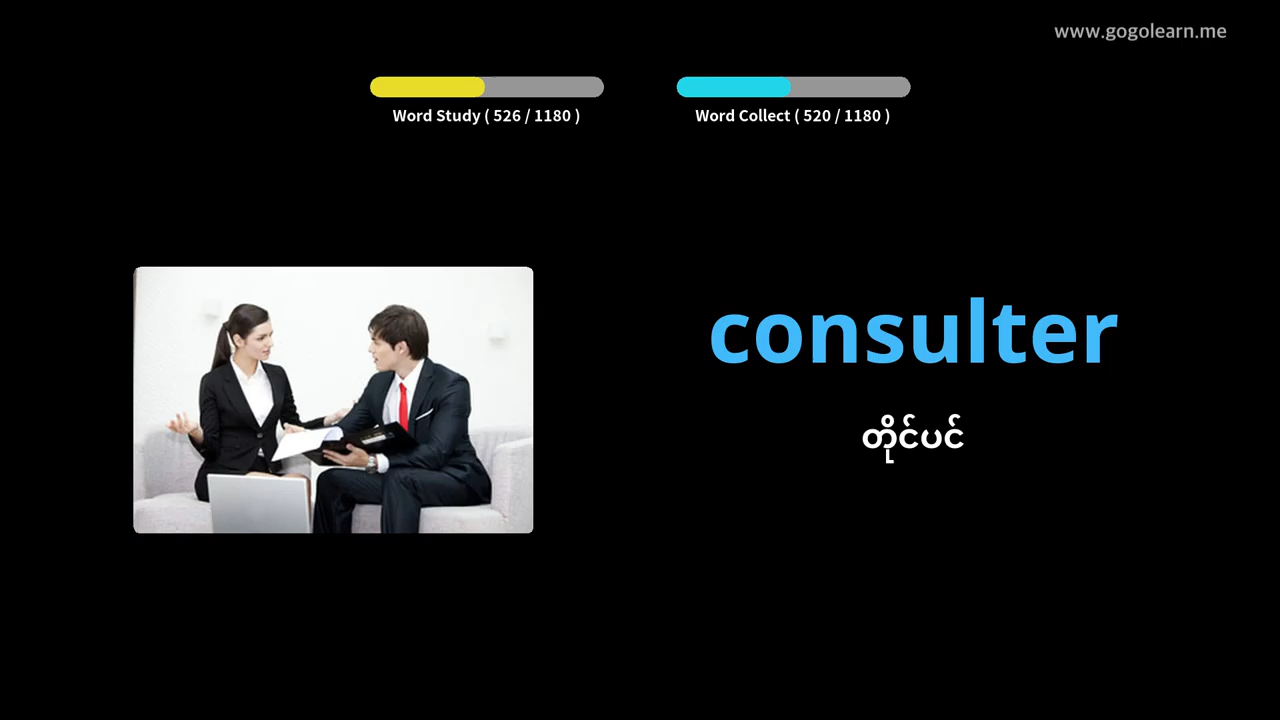 www.gogolearn.me
Word Study ( 526 / 1180 )
Word Collect ( 520 / 1180 )
consulter
တိုင်ပင်